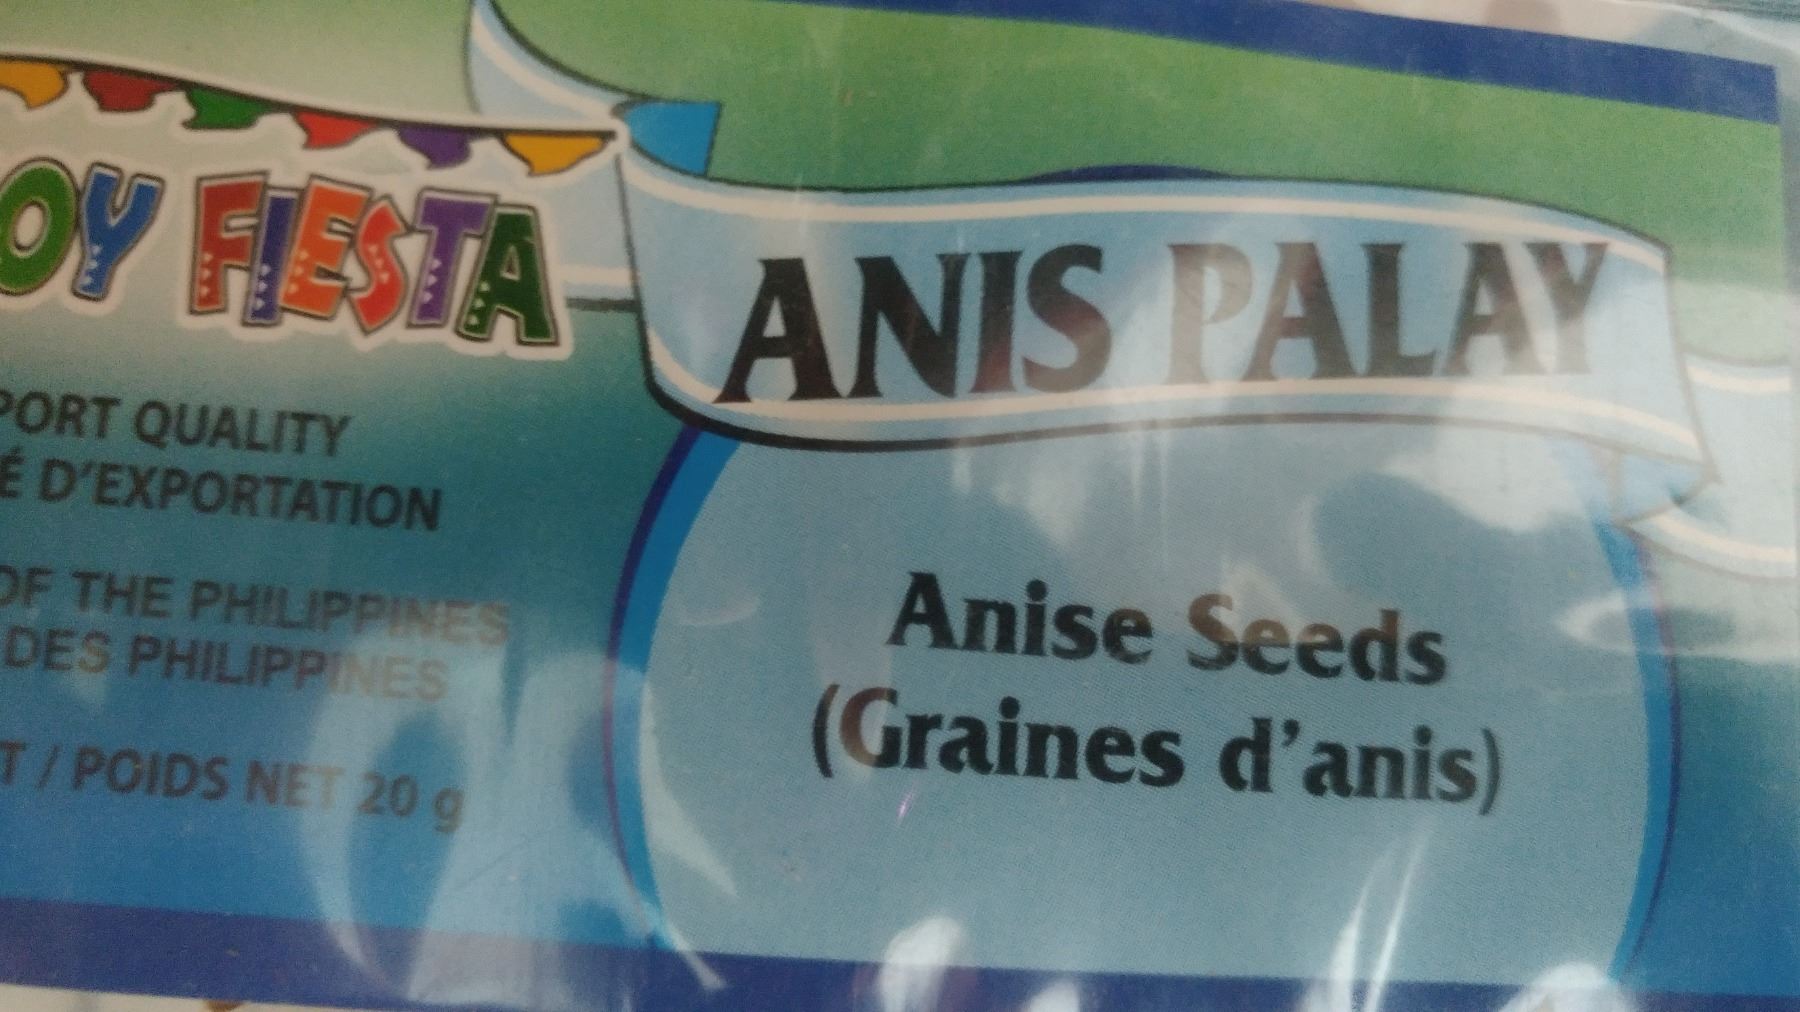 OY FIESTA
ANIS PALAY
PORT QUALITY
É D'EXPORTATION
OF THE PHILIPPINES
DES PHILIPPINES
T / POIDS NET 20 g
Anise Seeds
(Graines d'anis)